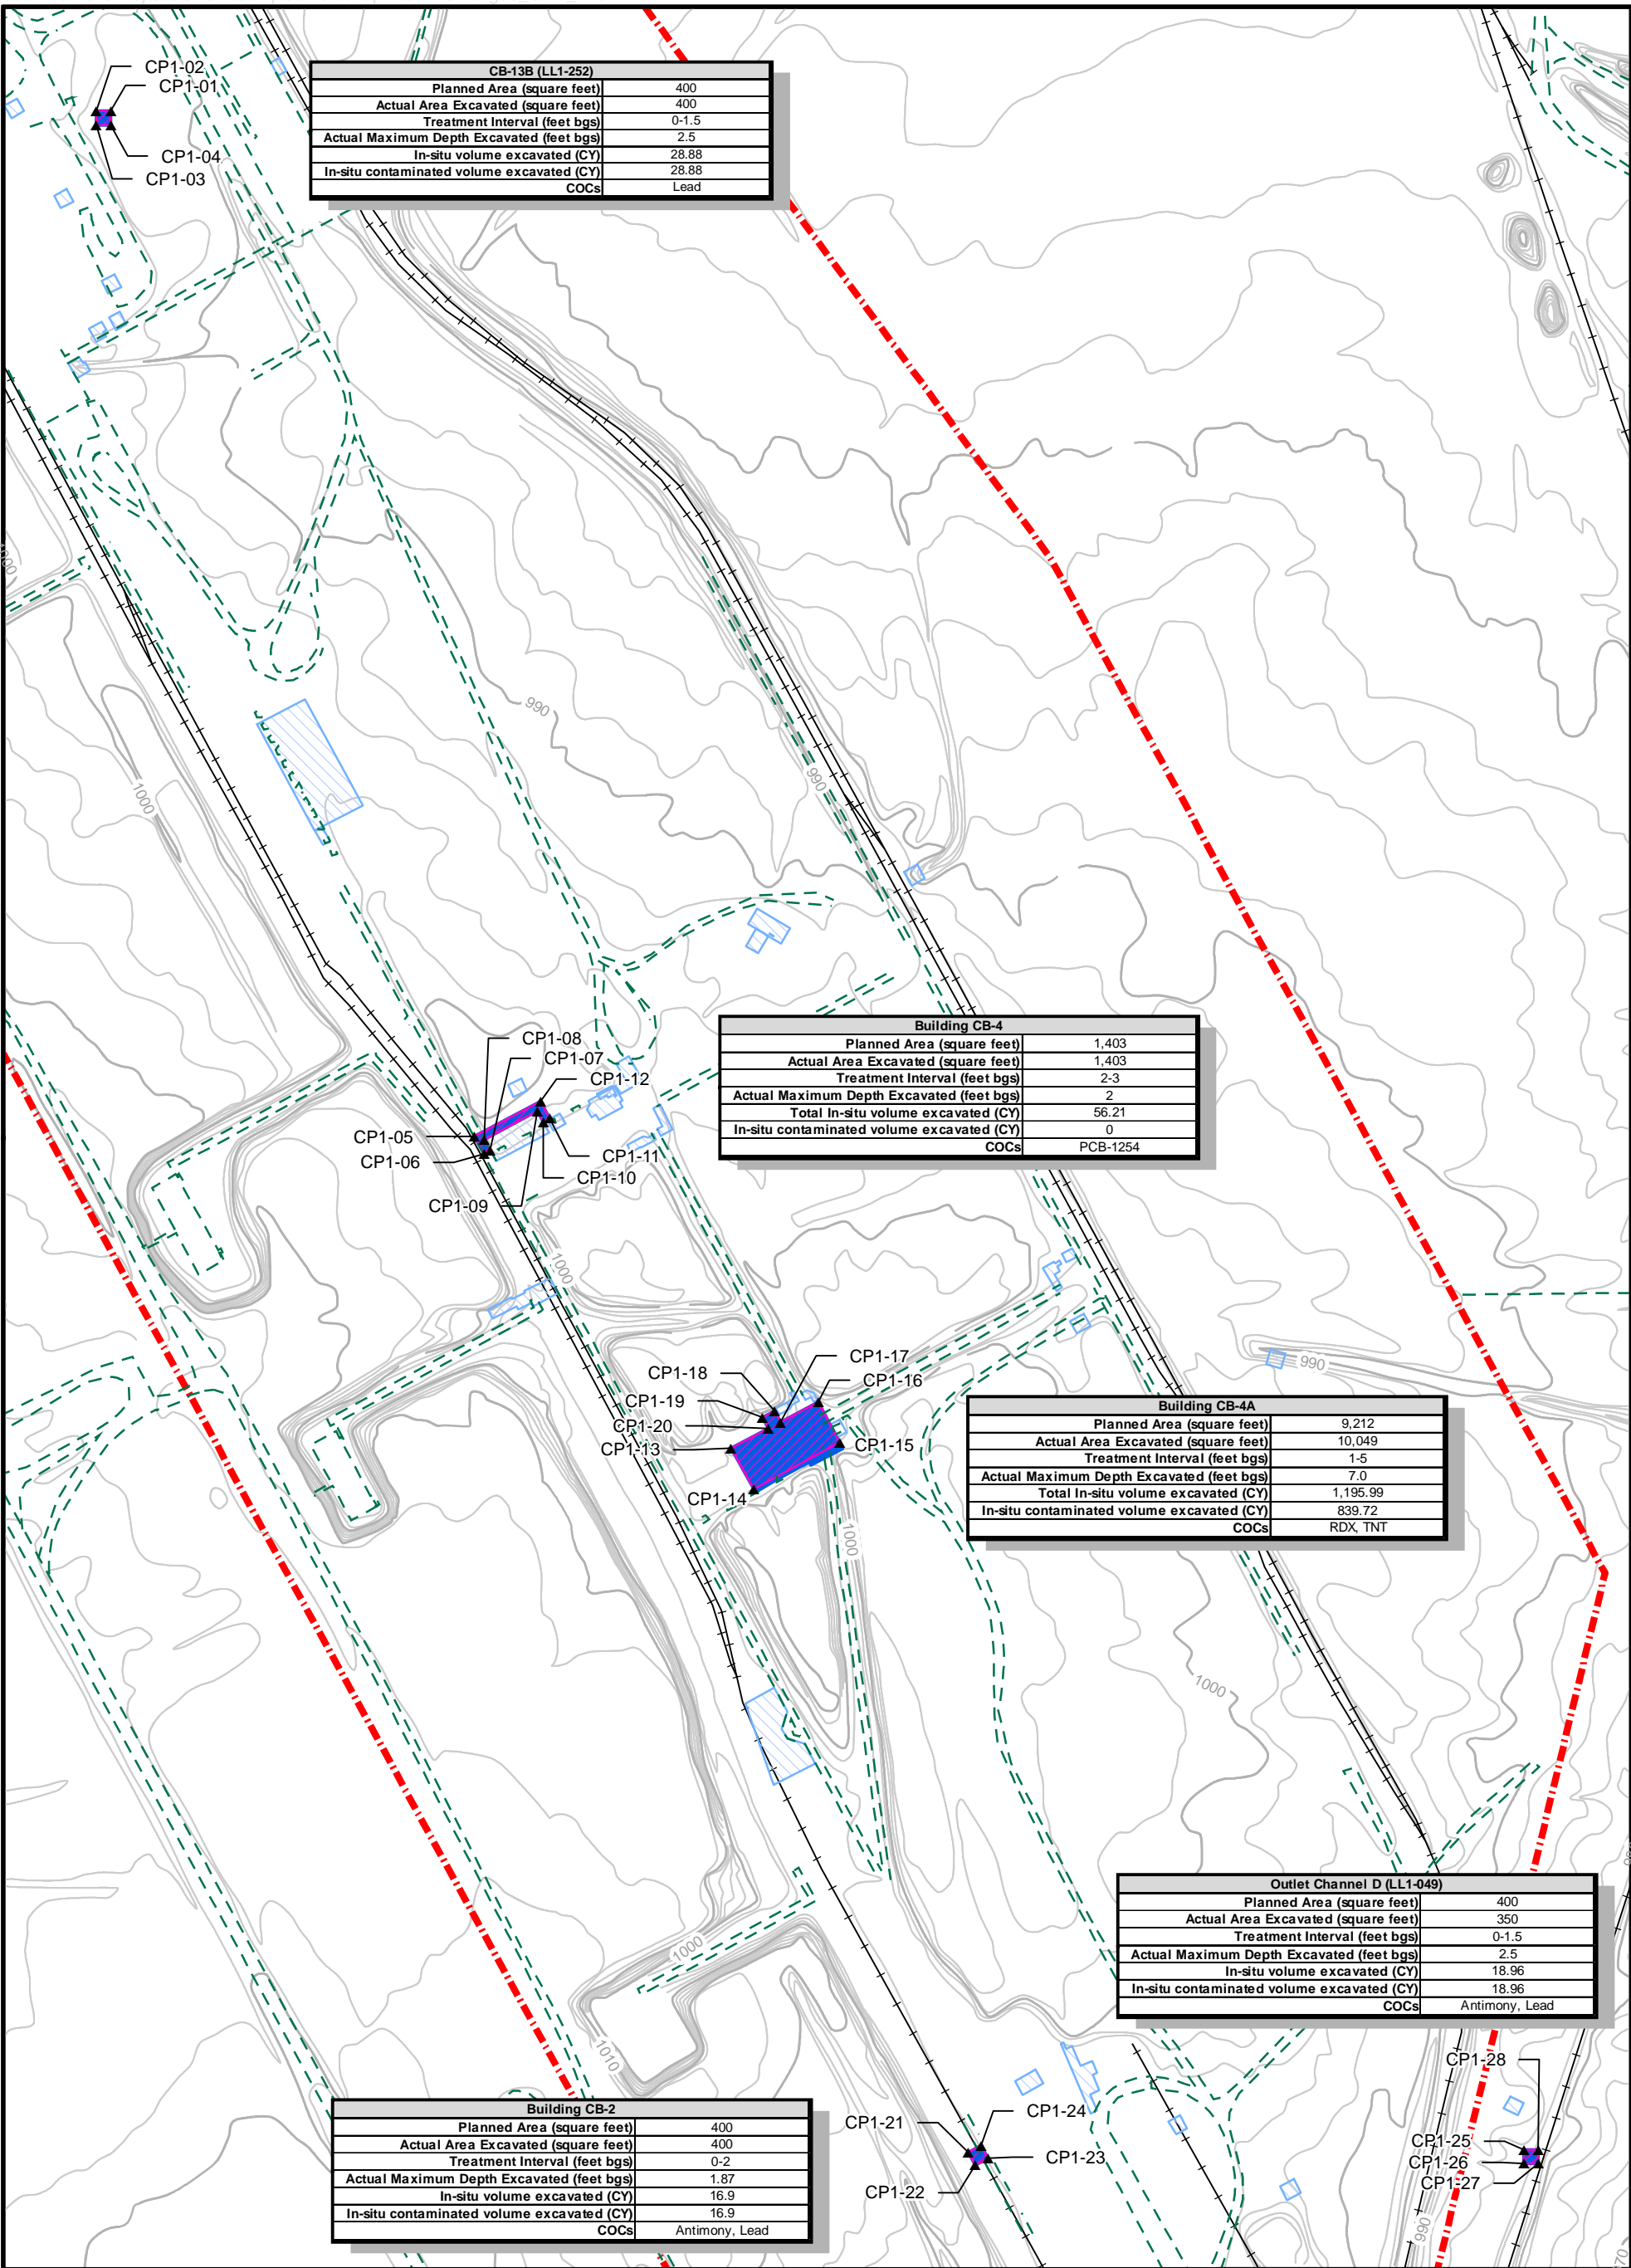 CP1-02
CP1-01
CP1-04
CP1-03
CB-13B (LL1-252)
Planned Area (square feet) 400
Actual Area Excavated (square feet) 400
Treatment Interval (feet bgs) 0-1.5
Actual Maximum Depth Excavated (feet bgs) 2.5
In-situ volume excavated (CY) 28.88
In-situ contaminated volume excavated (CY) 28.88
COCs Lead
990
990
1000
CP1-08
CP1-07
CP1-12
CP1-05
CP1-06
CP1-11
CP1-10
CP1-09
Building CB-4
Planned Area (square feet) 1,403
Actual Area Excavated (square feet) 1,403
Treatment Interval (feet bgs) 2-3
Actual Maximum Depth Excavated (feet bgs) 2
Total In-situ volume excavated (CY) 56.21
In-situ contaminated volume excavated (CY) 0
COCs PCB-1254
1000
990
CP1-17
CP1-18
CP1-16
CP1-19
CP1-20
CP1-13
CP1-15
CP1-14
1000
Building CB-4A
Planned Area (square feet) 9,212
Actual Area Excavated (square feet) 10,049
Treatment Interval (feet bgs) 1-5
Actual Maximum Depth Excavated (feet bgs) 7.0
Total In-situ volume excavated (CY) 1,195.99
In-situ contaminated volume excavated (CY) 839.72
COCs RDX, TNT
1000
1000
1010
Outlet Channel D (LL1-049)
Planned Area (square feet) 400
Actual Area Excavated (square feet) 350
Treatment Interval (feet bgs) 0-1.5
Actual Maximum Depth Excavated (feet bgs) 2.5
In-situ volume excavated (CY) 18.96
In-situ contaminated volume excavated (CY) 18.96
COCs Antimony, Lead
CP1-28
CP1-25
CP1-26
CP1-27
990
Building CB-2
Planned Area (square feet) 400
Actual Area Excavated (square feet) 400
Treatment Interval (feet bgs) 0-2
Actual Maximum Depth Excavated (feet bgs) 1.87
In-situ volume excavated (CY) 16.9
In-situ contaminated volume excavated (CY) 16.9
COCs Antimony, Lead
CP1-24
CP1-21
CP1-23
CP1-22